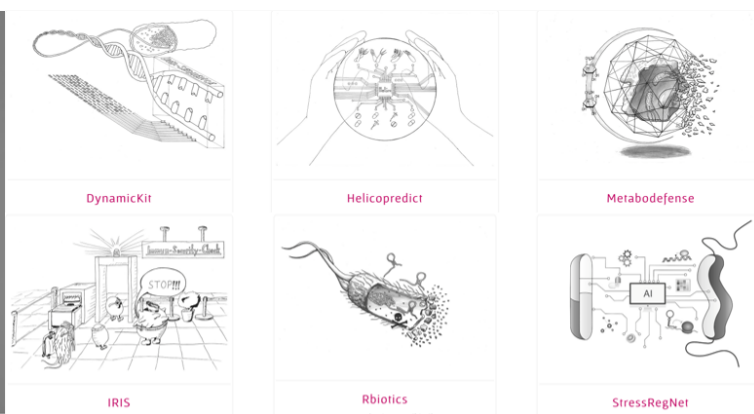 DynamicKit
Helicopredict
Metabodefense
Immune-Security-Check
STOP!!!
AI
IRIS
Rbiotics
StressRegNet